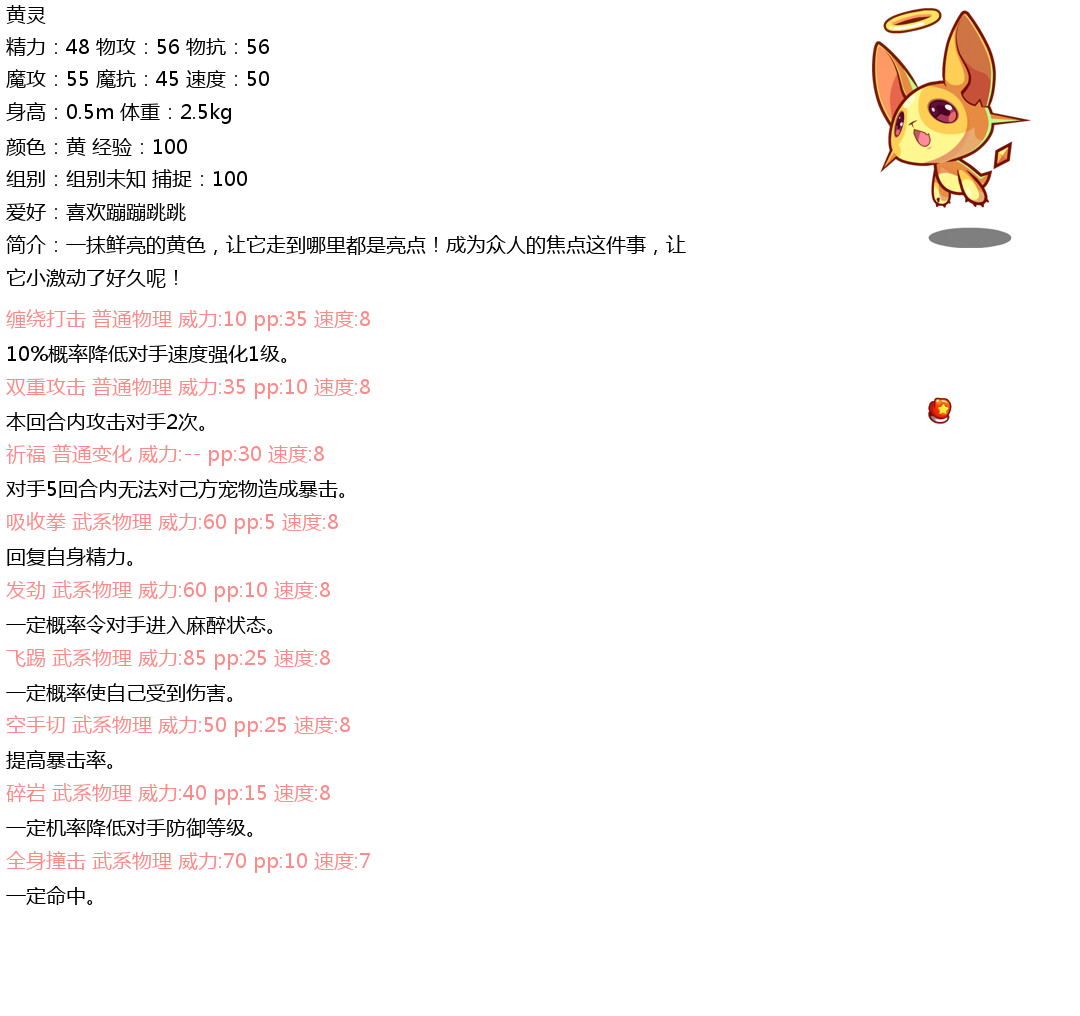 黄灵
精力：48 物攻：56 物抗：56
魔攻：55 魔抗：45 速度：50
身高：0.5m 体重：2.5kg
颜色：黄 经验：100
组别：组别未知 捕捉：100
爱好：喜欢蹦蹦跳跳
简介：一抹鲜亮的黄色，让它走到哪里都是亮点！成为众人的焦点这件事，让
它小激动了好久呢！
缠绕打击 普通物理 威力:10 pp:35 速度:8
10%概率降低对手速度强化1级。
双重攻击 普通物理 威力:35 pp:10 速度:8
本回合内攻击对手2次。
祈福 普通变化 威力:-- pp:30 速度:8
对手5回合内无法对己方宠物造成暴击。
吸收拳 武系物理 威力:60 pp:5 速度:8
回复自身精力。
发劲 武系物理 威力:60 pp:10 速度:8
一定概率令对手进入麻醉状态。
飞踢 武系物理 威力:85 pp:25 速度:8
一定概率使自己受到伤害。
空手切 武系物理 威力:50 pp:25 速度:8
提高暴击率。
碎岩 武系物理 威力:40 pp:15 速度:8
一定机率降低对手防御等级。
全身撞击 武系物理 威力:70 pp:10 速度:7
一定命中。